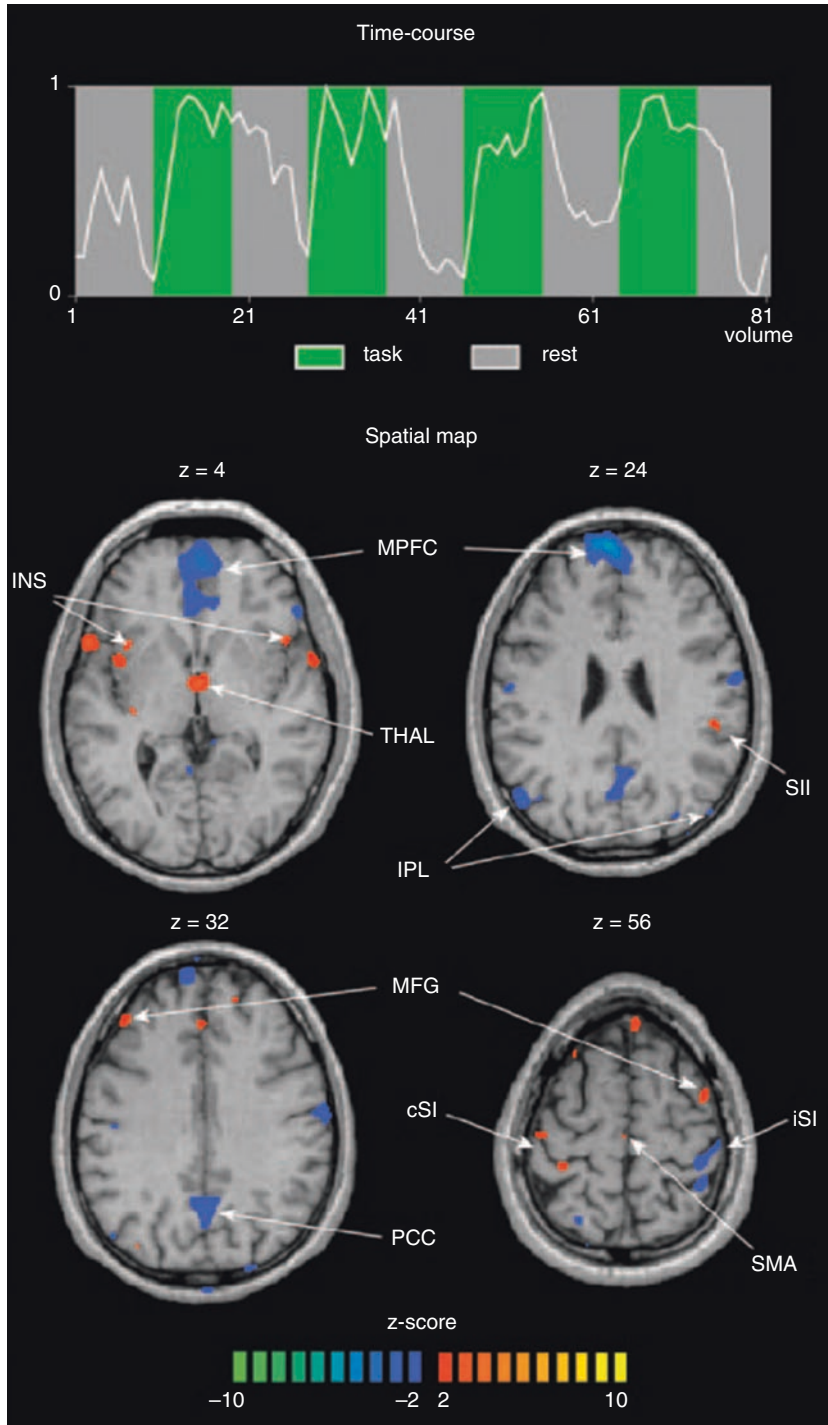 Time-course
1
0
1 21 41 61 81
volume
task rest
Spatial map
z = 4 z = 24
MPFC
INS
THAL
SII
IPL
z = 32 z = 56
MFG
cSI
iSI
PCC
SMA
z-score
–10 –2 2 10